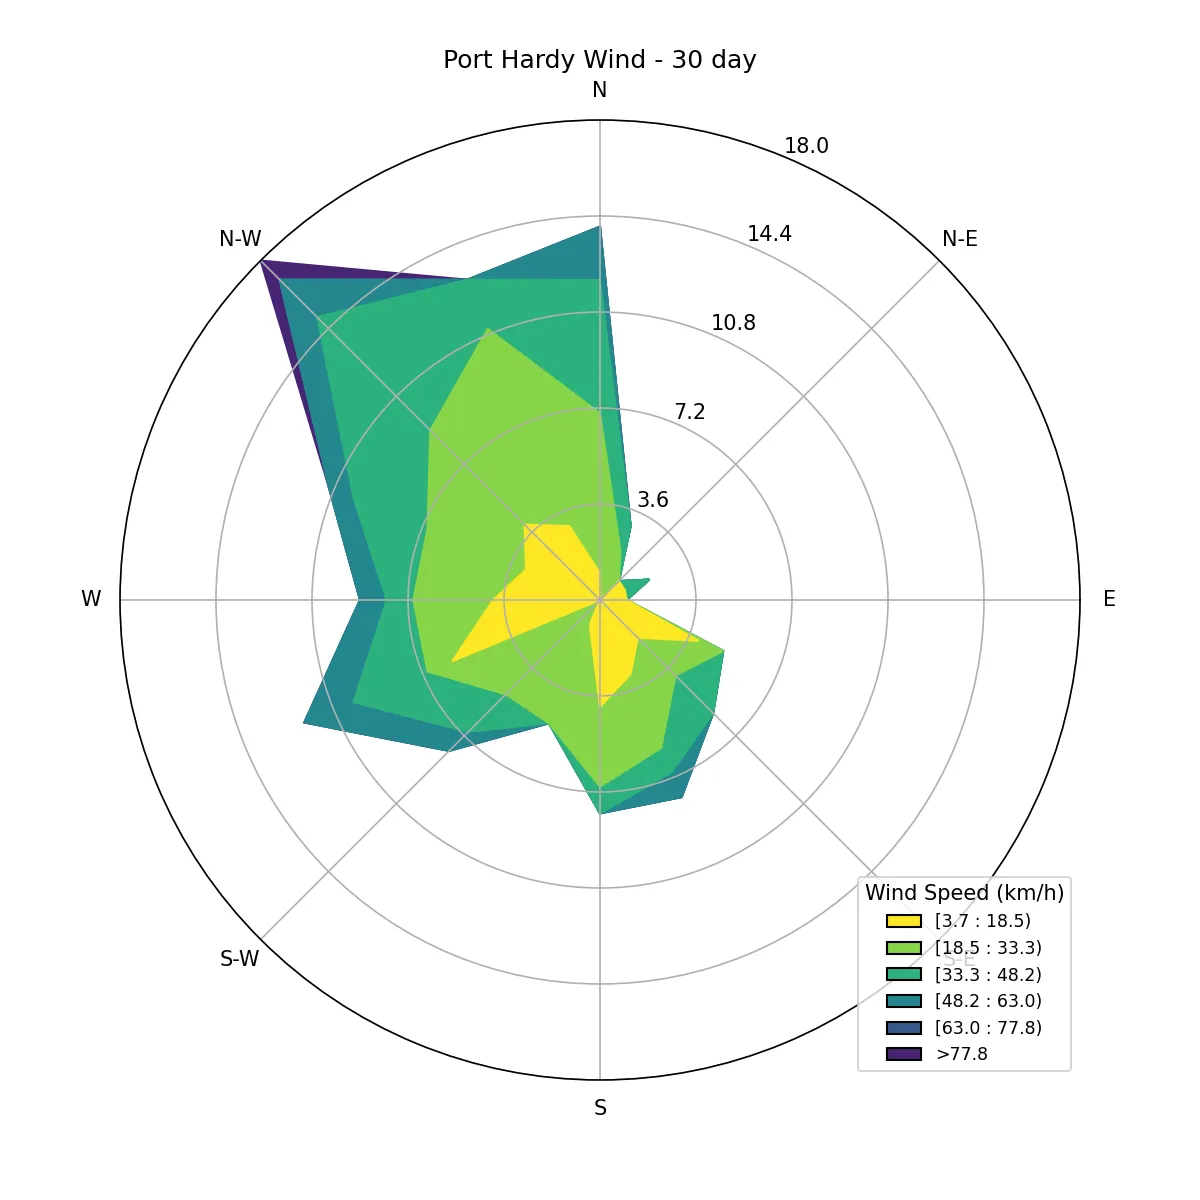 Port Hardy Wind - 30 day
N
18.0
14.4
N-W
N-E
10.8
7.2
3.6
W
E
Wind Speed (km/h)
[3.7 : 18.5)
[18.5 : 33.3)
S-W
S-E
[33.3 : 48.2)
[48.2 : 63.0)
[63.0 : 77.8)
>77.8
S